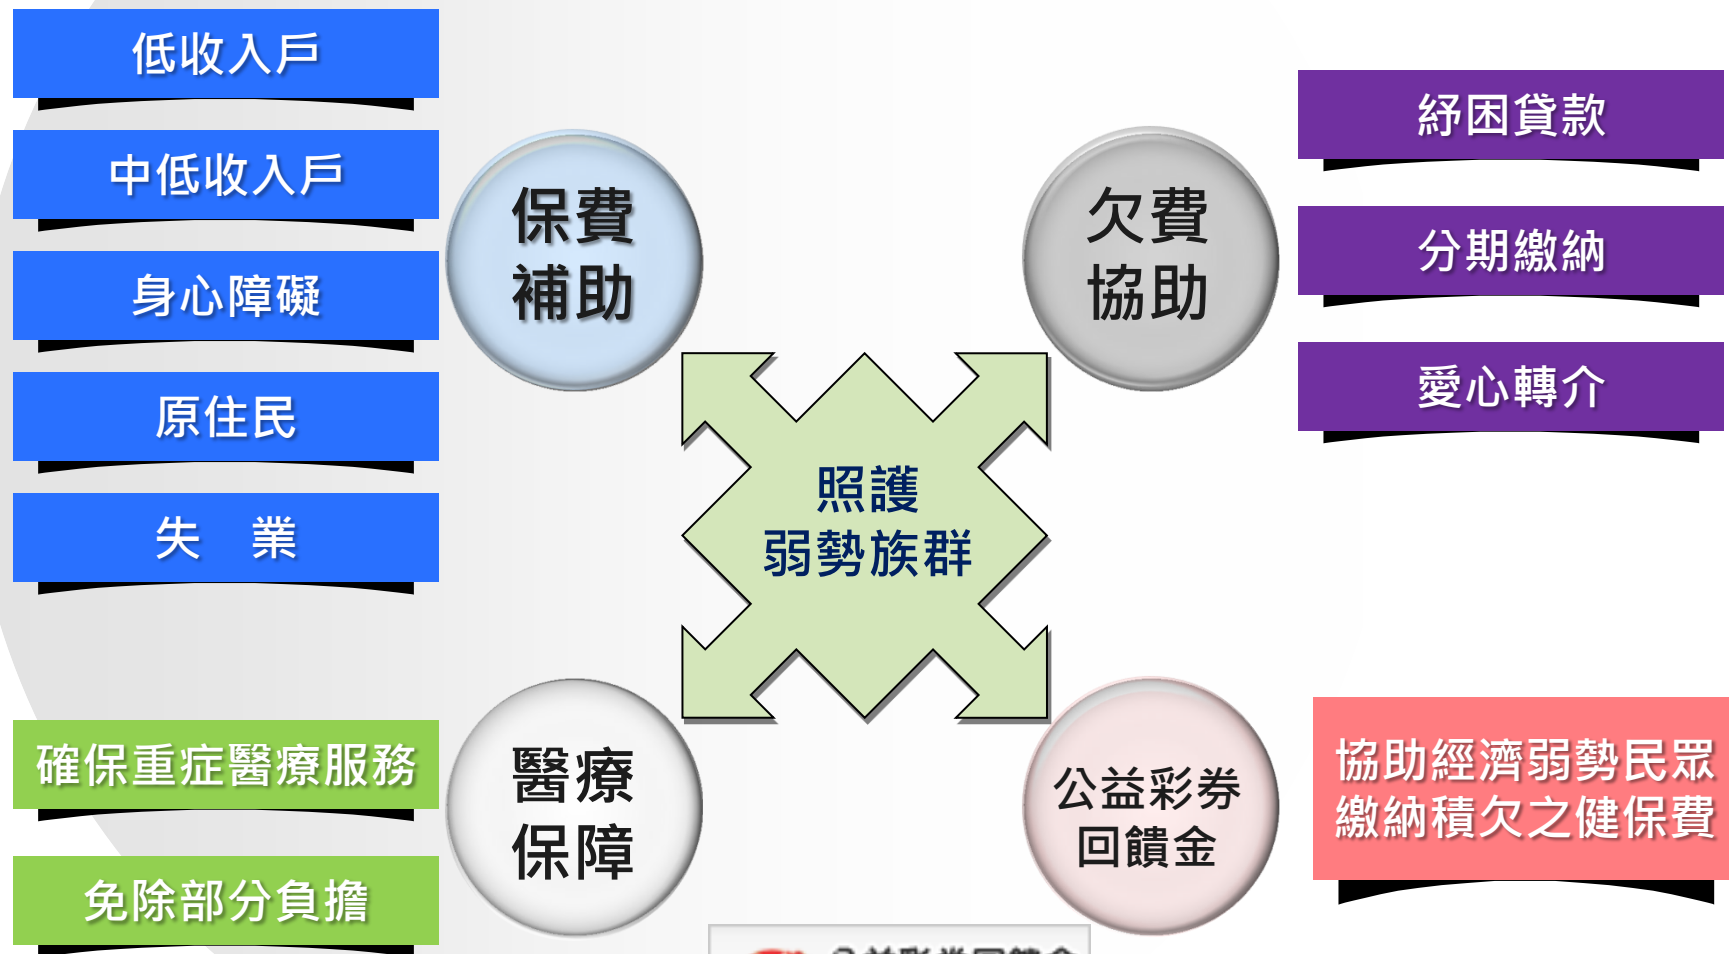 低收入戶
中低收入戶
身心障礙
原住民
失　業
保費
補助
欠費
協助
紓困貸款
分期繳納
愛心轉介
照護
弱勢族群
確保重症醫療服務
免除部分負擔
醫療
保障
公益彩券
回饋金
協助經濟弱勢民眾
繳納積欠之健保費